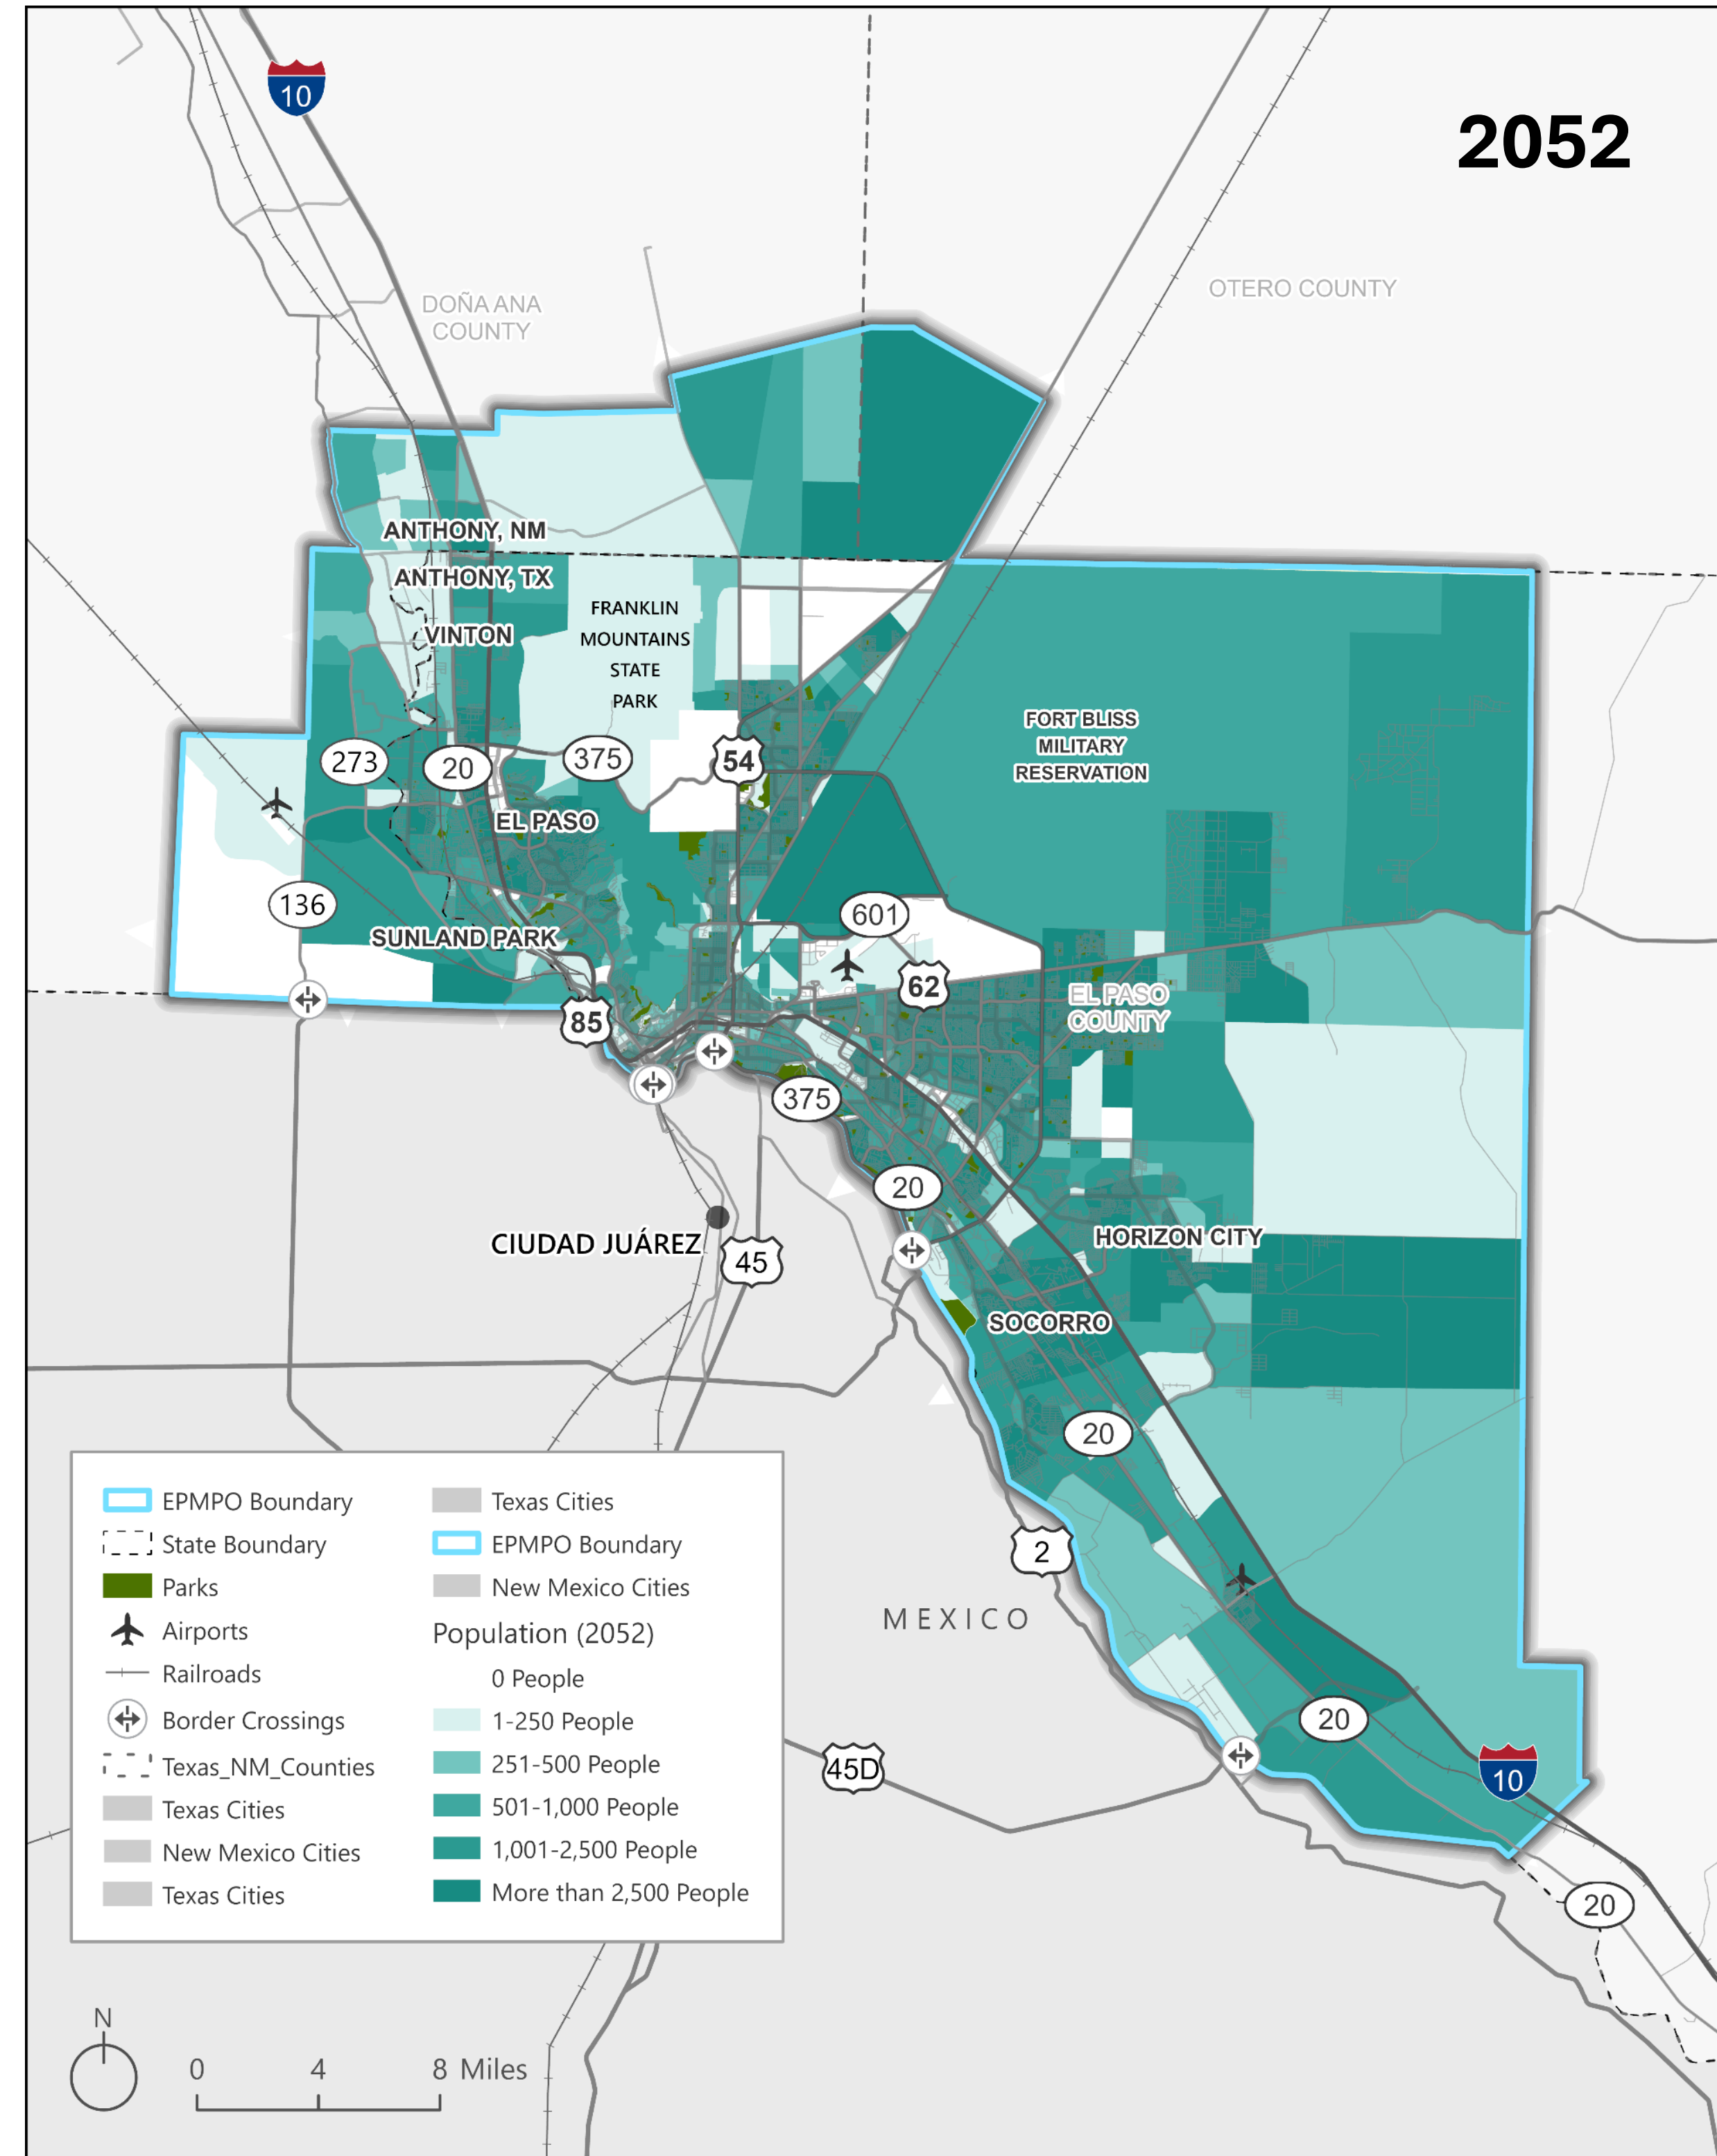 10
2052
DOÑA ANA
COUNTY
OTERO COUNTY
ANTHONY, NM
ANTHONY, TX
VINTON
FRANKLIN
MOUNTAINS
STATE
PARK
FORT BLISS
MILITARY
RESERVATION
273
20
375
54
EL PASO
136
601
SUNLAND PARK
62
EL PASO
COUNTY
85
375
20
CIUDAD JUÁREZ
45
HORIZON CITY
SOCORRO
20
2
MEXICO
20
45D
10
20
EPMPO Boundary
State Boundary
Parks
Airports
Railroads
Border Crossings
Texas_NM_Counties
Texas Cities
New Mexico Cities
Texas Cities
Texas Cities
EPMPO Boundary
New Mexico Cities
Population (2052)
0 People
1-250 People
251-500 People
501-1,000 People
1,001-2,500 People
More than 2,500 People
N
0 4 8 Miles